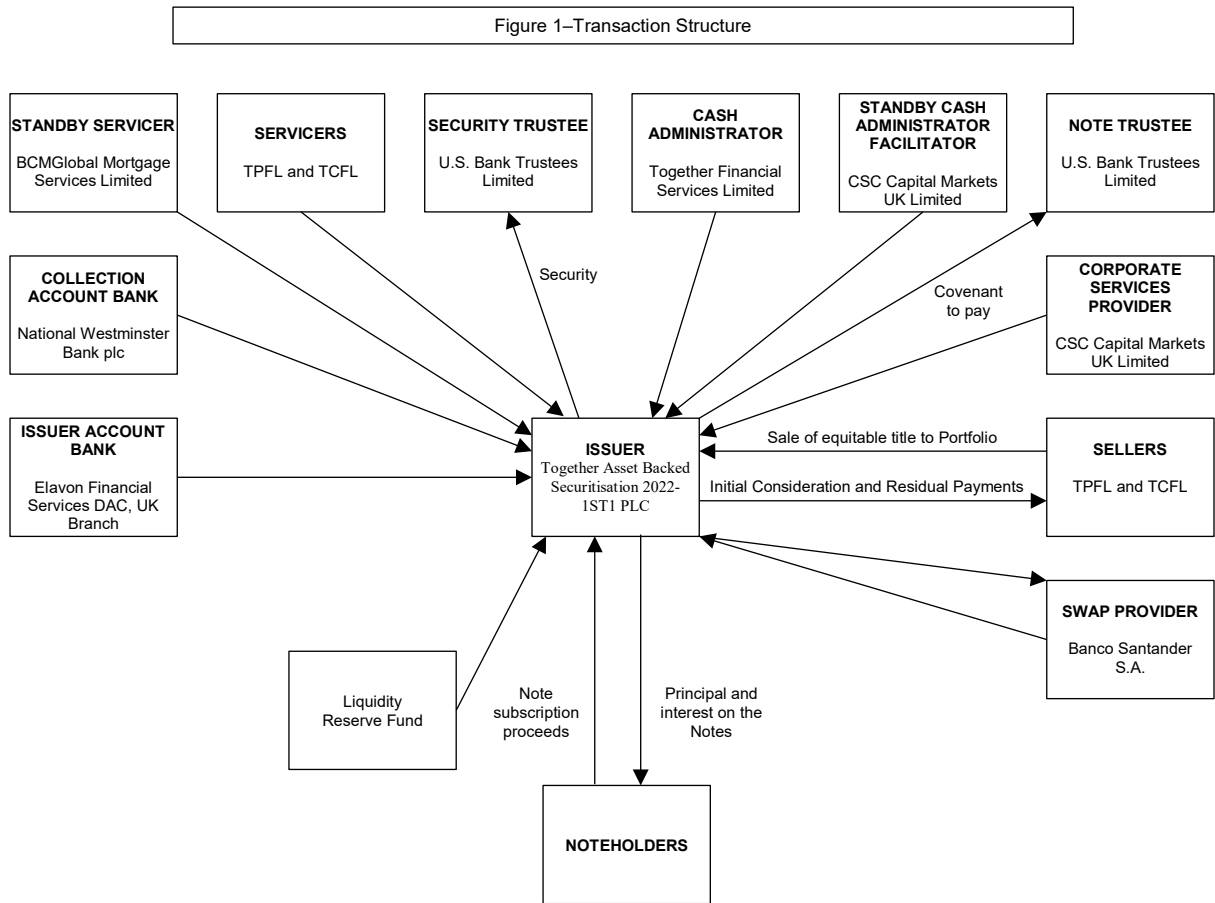 Figure 1–Transaction Structure
STANDBY SERVICER
BCMGlobal Mortgage
Services Limited
SERVICERS
TPFL and TCFL
SECURITY TRUSTEE
U.S. Bank Trustees
Limited
CASH
ADMINISTRATOR
Together Financial
Services Limited
STANDBY CASH
ADMINISTRATOR
FACILITATOR
CSC Capital Markets
UK Limited
NOTE TRUSTEE
U.S. Bank Trustees
Limited
COLLECTION
ACCOUNT BANK
National Westminster
Bank plc
Security
Covenant
to pay
CORPORATE
SERVICES
PROVIDER
CSC Capital Markets
UK Limited
ISSUER ACCOUNT
BANK
Elavon Financial
Services DAC, UK
Branch
ISSUER
Together Asset Backed
Securitisation 2022-
1ST1 PLC
Sale of equitable title to Portfolio
Initial Consideration and Residual Payments
SELLERS
TPFL and TCFL
SWAP PROVIDER
Banco Santander
S.A.
Liquidity
Reserve Fund
Note
subscription
proceeds
Principal and
interest on the
Notes
NOTEHOLDERS